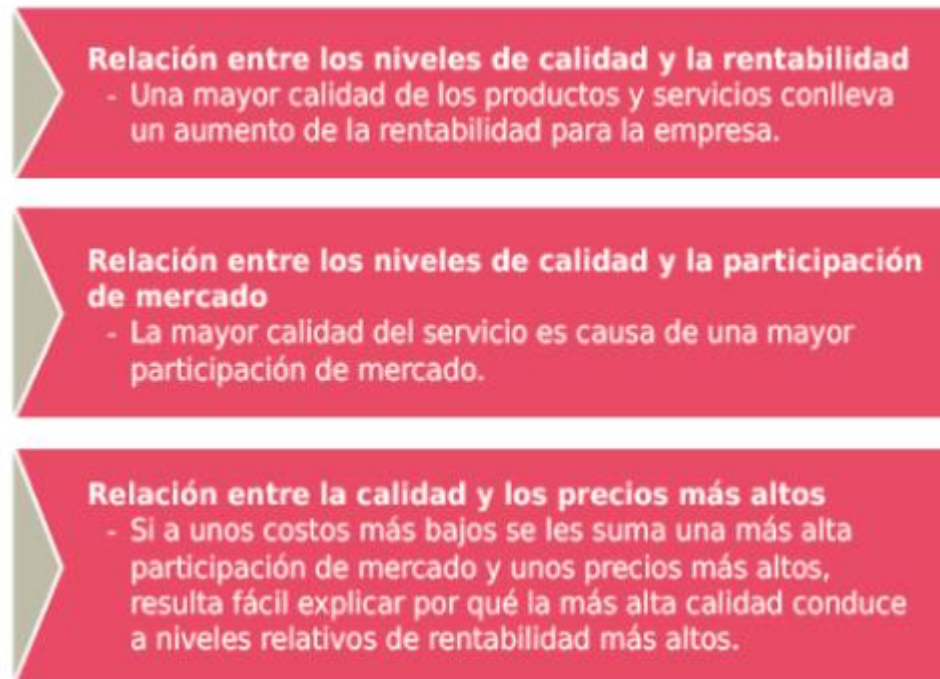 Relación entre los niveles de calidad y la rentabilidad
- Una mayor calidad de los productos y servicios conlleva
un aumento de la rentabilidad para la empresa.
Relación entre los niveles de calidad y la participación
de mercado
- La mayor calidad del servicio es causa de una mayor
participación de mercado.
Relación entre la calidad y los precios más altos
- Si a unos costos más bajos se les suma una más alta
participación de mercado y unos precios más altos,
resulta fácil explicar por qué la más alta calidad conduce
a niveles relativos de rentabilidad más altos.